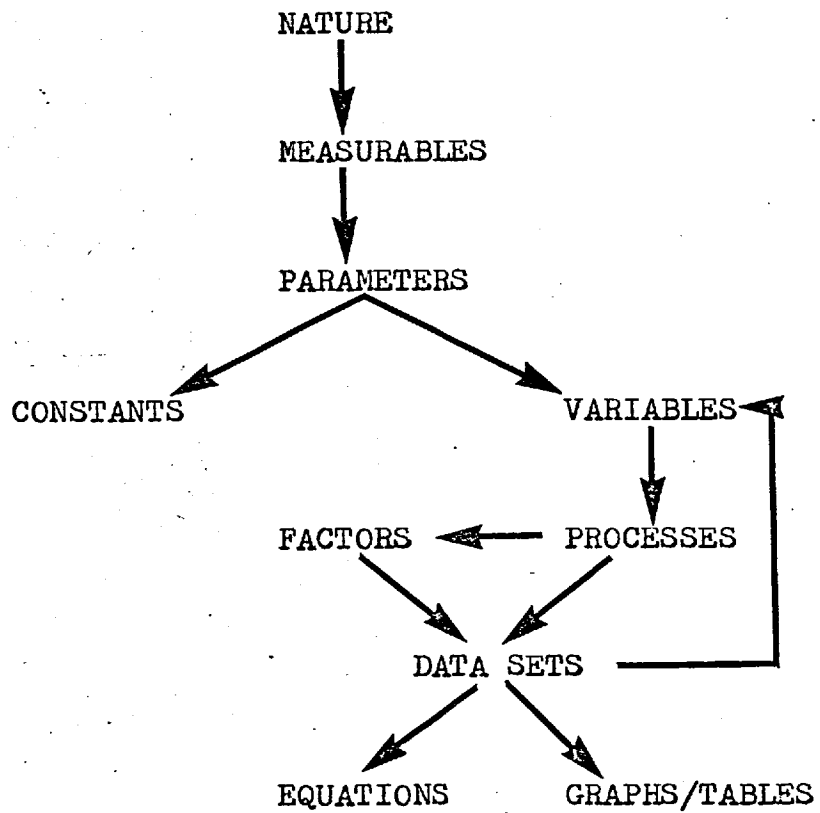 NATURE
MEASURABLES
PARAMETERS
CONSTANTS
VARIABLES
FACTORS
PROCESSES
DATA SETS
EQUATIONS
GRAPHS/TABLES